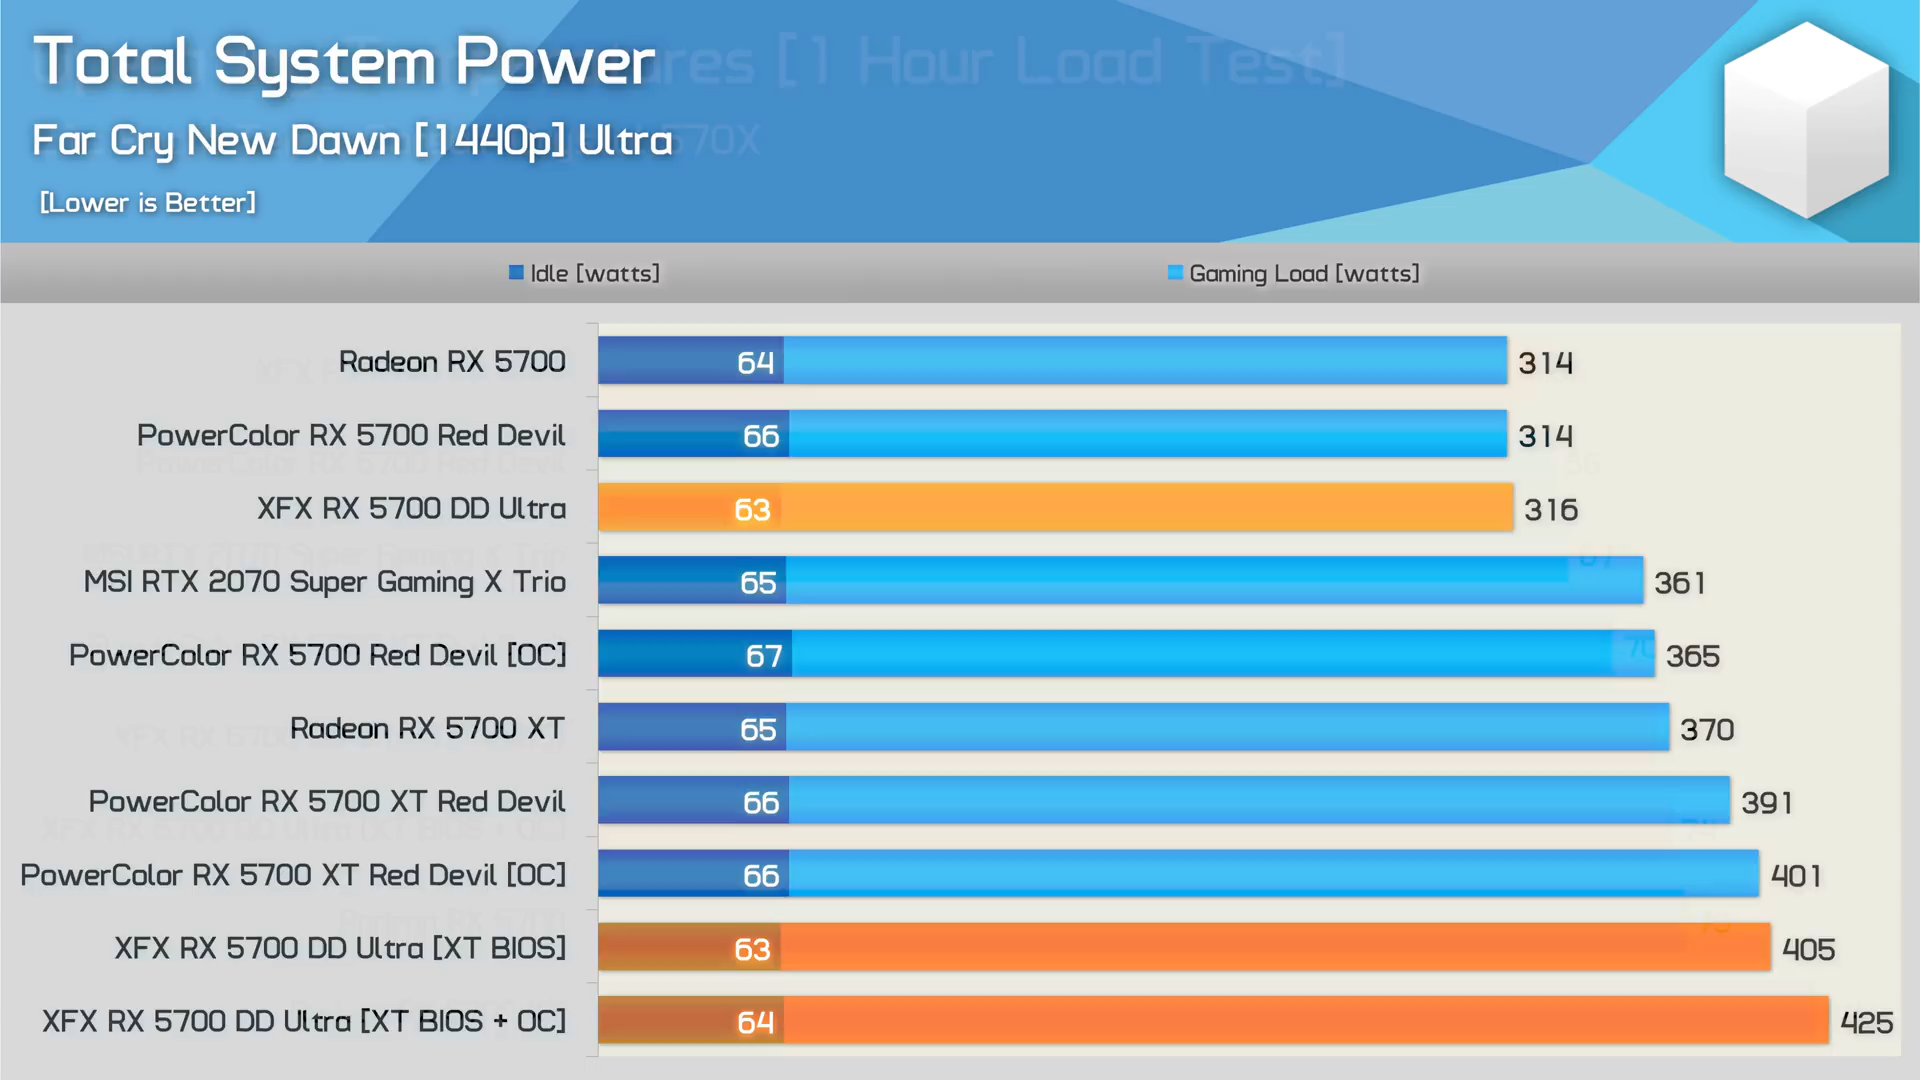 Total System Power
Far Cry New Dawn [1440p] Ultra
[Lower is Better]
Idle [watts] Gaming Load [watts]
Radeon RX 5700 64 314
PowerColor RX 5700 Red Devil 66 314
XFX RX 5700 DD Ultra 63 316
MSI RTX 2070 Super Gaming X Trio 65 361
PowerColor RX 5700 Red Devil [OC] 67 365
Radeon RX 5700 XT 65 370
PowerColor RX 5700 XT Red Devil 66 391
PowerColor RX 5700 XT Red Devil [OC] 66 401
XFX RX 5700 DD Ultra [XT BIOS] 63 405
XFX RX 5700 DD Ultra [XT BIOS + OC] 64 425